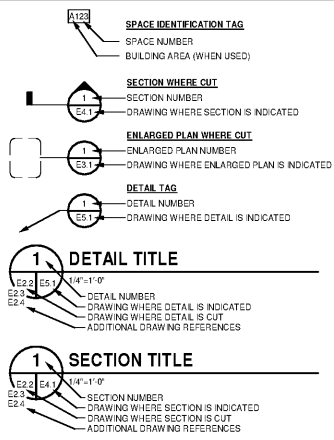 A123
SPACE IDENTIFICATION TAG
SPACE NUMBER
BUILDING AREA (WHEN USED)
SECTION WHERE CUT
1
SECTION NUMBER
E4.1
DRAWING WHERE SECTION IS INDICATED
ENLARGED PLAN WHERE CUT
1
ENLARGED PLAN NUMBER
E3.1
DRAWING WHERE ENLARGED PLAN IS INDICATED
DETAIL TAG
1
DETAIL NUMBER
E5.1
DRAWING WHERE DETAIL IS INDICATED
1
DETAIL TITLE
E2.2 E5.1 1/4"=1'-0"
E2.3
E2.4
DETAIL NUMBER
DRAWING WHERE DETAIL IS INDICATED
DRAWING WHERE DETAIL IS CUT
ADDITIONAL DRAWING REFERENCES
1
SECTION TITLE
E2.2 E4.1 1/4"=1'-0"
E2.3
E2.4
SECTION NUMBER
DRAWING WHERE SECTION IS INDICATED
DRAWING WHERE SECTION IS CUT
ADDITIONAL DRAWING REFERENCES